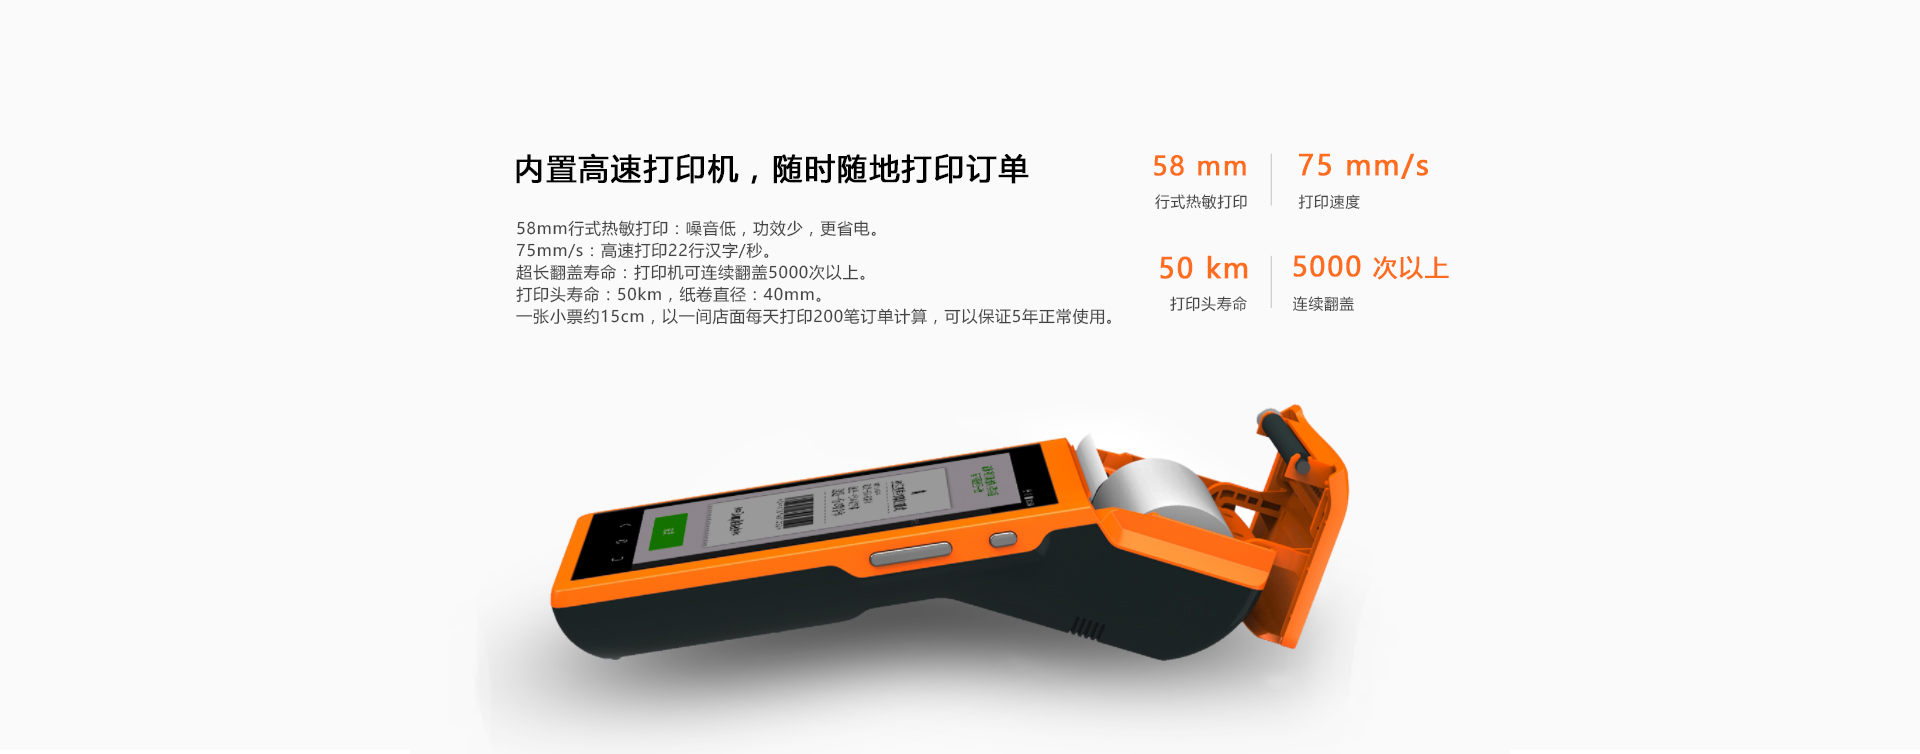 内置高速打印机，随时随地打印订单
58mm行式热敏打印：噪音低，功效少，更省电。
75mm/s：高速打印22行汉字/秒。
超长翻盖寿命：打印机可连续翻盖5000次以上。
打印头寿命：50km，纸卷直径：40mm。
一张小票约15cm，以一间店面每天打印200笔订单计算，可以保证5年正常使用。
58 mm
行式热敏打印
75 mm/s
打印速度
50 km
打印头寿命
5000 次以上
连续翻盖